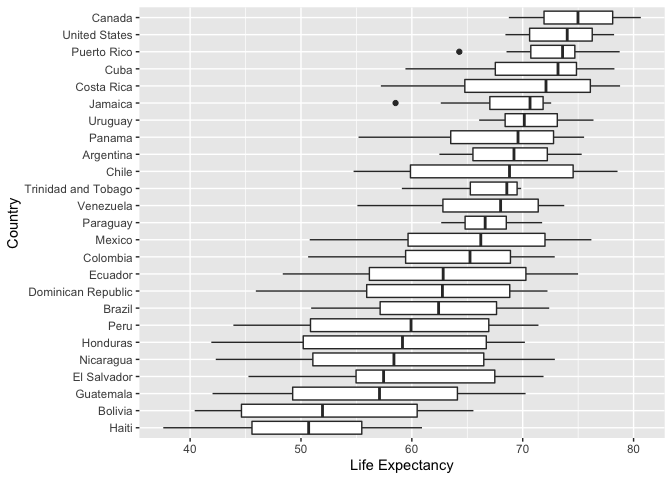 Canada
United States
Puerto Rico
Cuba
Costa Rica
Jamaica
Uruguay
Panama
Argentina
Chile
Trinidad and Tobago
Venezuela
Paraguay
Mexico
Colombia
Ecuador
Dominican Republic
Brazil
Peru
Honduras
Nicaragua
El Salvador
Guatemala
Bolivia
Haiti
Country
40 50 60 70 80
Life Expectancy